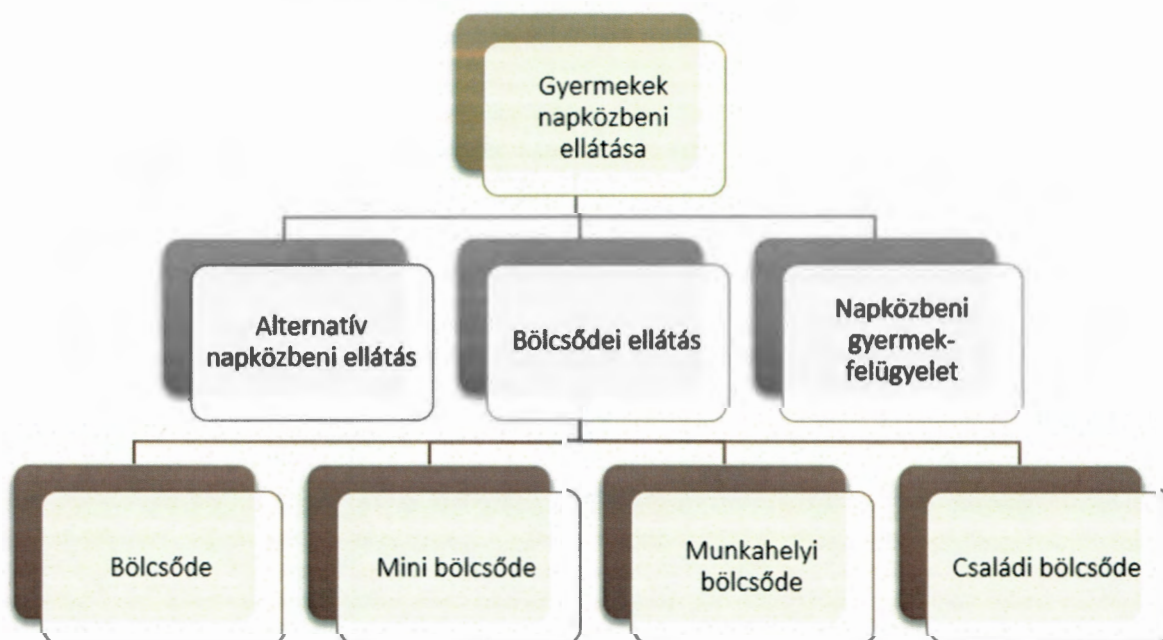 Gyermekek
napközbeni
ellátása
Alternatív
napközbeni ellátás
Bölcsődei ellátás
Napközbeni
gyermek-
felügyelet
Bölcsőde
Mini bölcsőde
Munkahelyi
bölcsőde
Családi bölcsőde